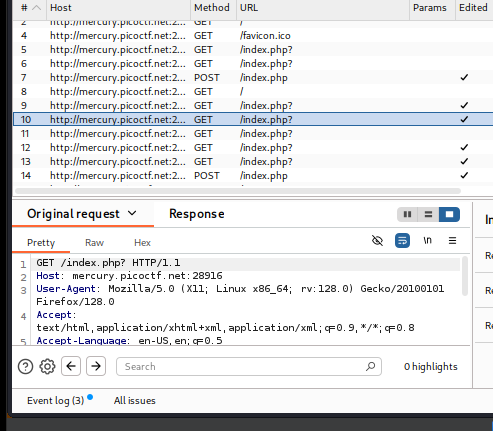 # Host Method URL Params Edited
2 http://mercury.picoctf.net:2... GET /
4 http://mercury.picoctf.net:2... GET /favicon.ico
5 http://mercury.picoctf.net:2... GET /index.php?
6 http://mercury.picoctf.net:2... GET /index.php?
7 http://mercury.picoctf.net:2... POST /index.php ✓
8 http://mercury.picoctf.net:2... GET /
9 http://mercury.picoctf.net:2... GET /index.php? ✓
10 http://mercury.picoctf.net:2... GET /index.php? ✓
11 http://mercury.picoctf.net:2... GET /index.php?
12 http://mercury.picoctf.net:2... GET /index.php? ✓
13 http://mercury.picoctf.net:2... GET /index.php? ✓
14 http://mercury.picoctf.net:2... POST /index.php ✓
Original request Response
In
Pretty Raw Hex \n
Re
1 GET /index.php? HTTP/1.1
2 Host: mercury.picoctf.net:28916
Re
3 User-Agent: Mozilla/5.0 (X11; Linux x86_64; rv:128.0) Gecko/20100101
Firefox/128.0
4 Accept:
Re
text/html,application/xhtml+xml,application/xml;q=0.9,*/*;q=0.8
5 Accept-Language: en-US,en;q=0.5
Search 0 highlights
Event log (3) All issues